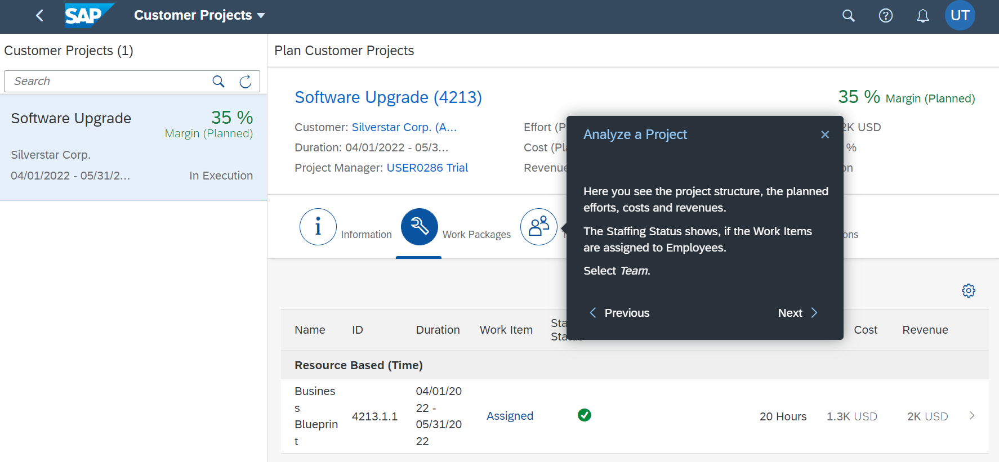 SAP
Customer Projects
UT
Customer Projects (1)
Search
Software Upgrade
35 %
Margin (Planned)
Silverstar Corp.
04/01/2022 - 05/31/2...
In Execution
Plan Customer Projects
Software Upgrade (4213)
35 % Margin (Planned)
Customer: Silverstar Corp. (A...
Duration: 04/01/2022 - 05/3...
Project Manager: USER0286 Trial
Effort (P
Cost (Pl
Revenue
2K USD
%
on
i
Information
Work Packages
ons
Analyze a Project
Here you see the project structure, the planned
efforts, costs and revenues.
The Staffing Status shows, if the Work Items
are assigned to Employees.
Select Team.
Previous
Next
Name
ID
Duration
Work Item
Sta
Status
Cost
Revenue
Resource Based (Time)
Busines
s
Blueprin
t
4213.1.1
04/01/20
22 -
05/31/20
22
Assigned
20 Hours
1.3K USD
2K USD